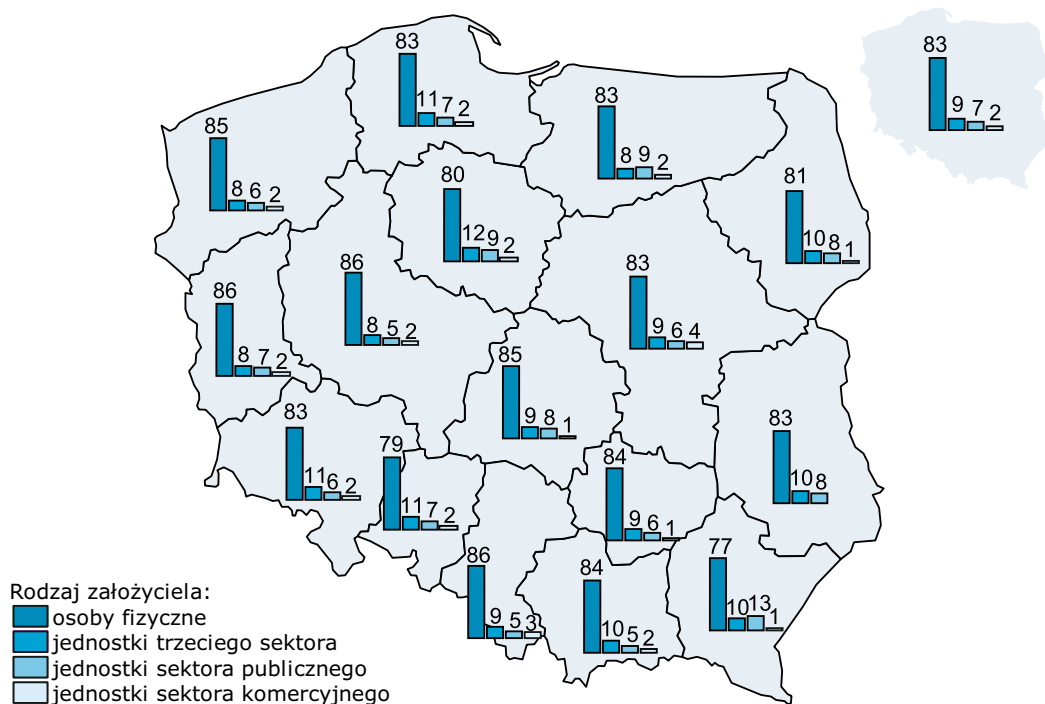 83
11 7 2
83
9 7 2
85
8 6 2
83
8 9 2
80
12 9 2
81
10 8 1
86
8 5 2
83
9 6 4
86
8 7 2
85
9 8 1
83
11 6 2
79
11 7 2
84
9 6 1
83
10 8
86
9 5 3
84
10 5 2
77
10 13 1
Rodzaj założyciela:
osoby fizyczne
jednostki trzeciego sektora
jednostki sektora publicznego
jednostki sektora komercyjnego